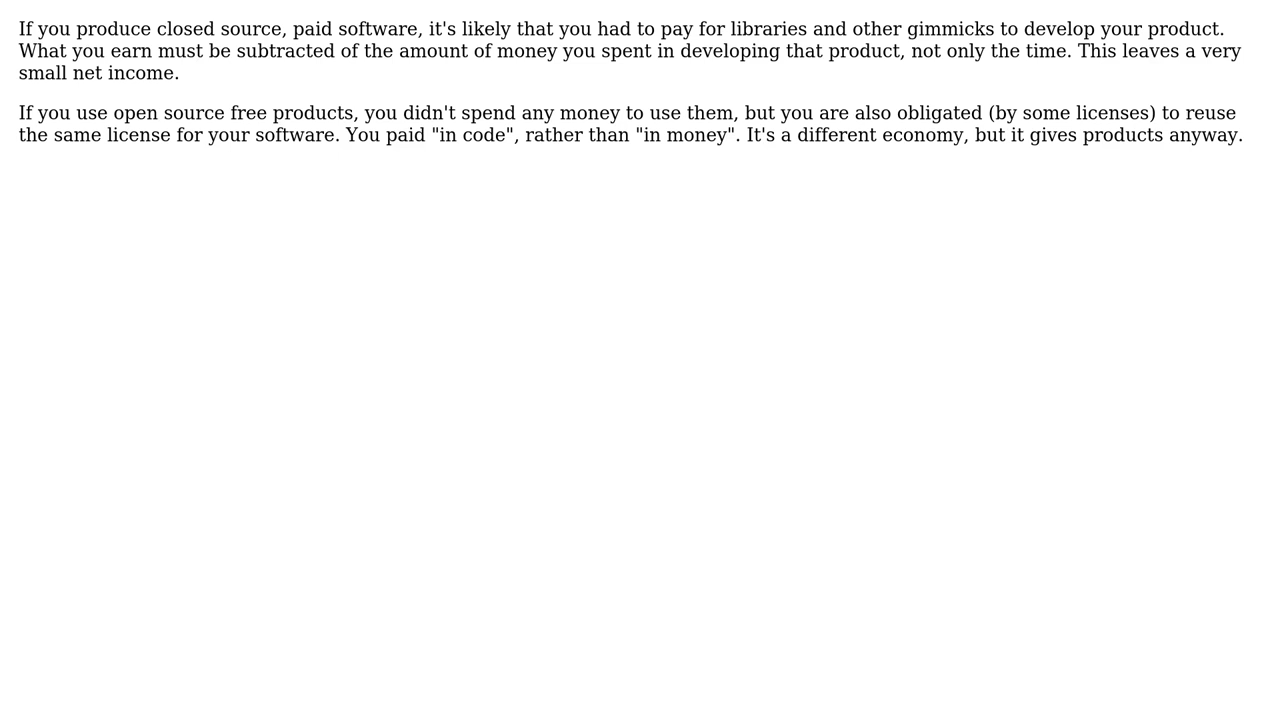 If you produce closed source, paid software, it's likely that you had to pay for libraries and other gimmicks to develop your product.
What you earn must be subtracted of the amount of money you spent in developing that product, not only the time. This leaves a very
small net income.
If you use open source free products, you didn't spend any money to use them, but you are also obligated (by some licenses) to reuse
the same license for your software. You paid "in code", rather than "in money". It's a different economy, but it gives products anyway.